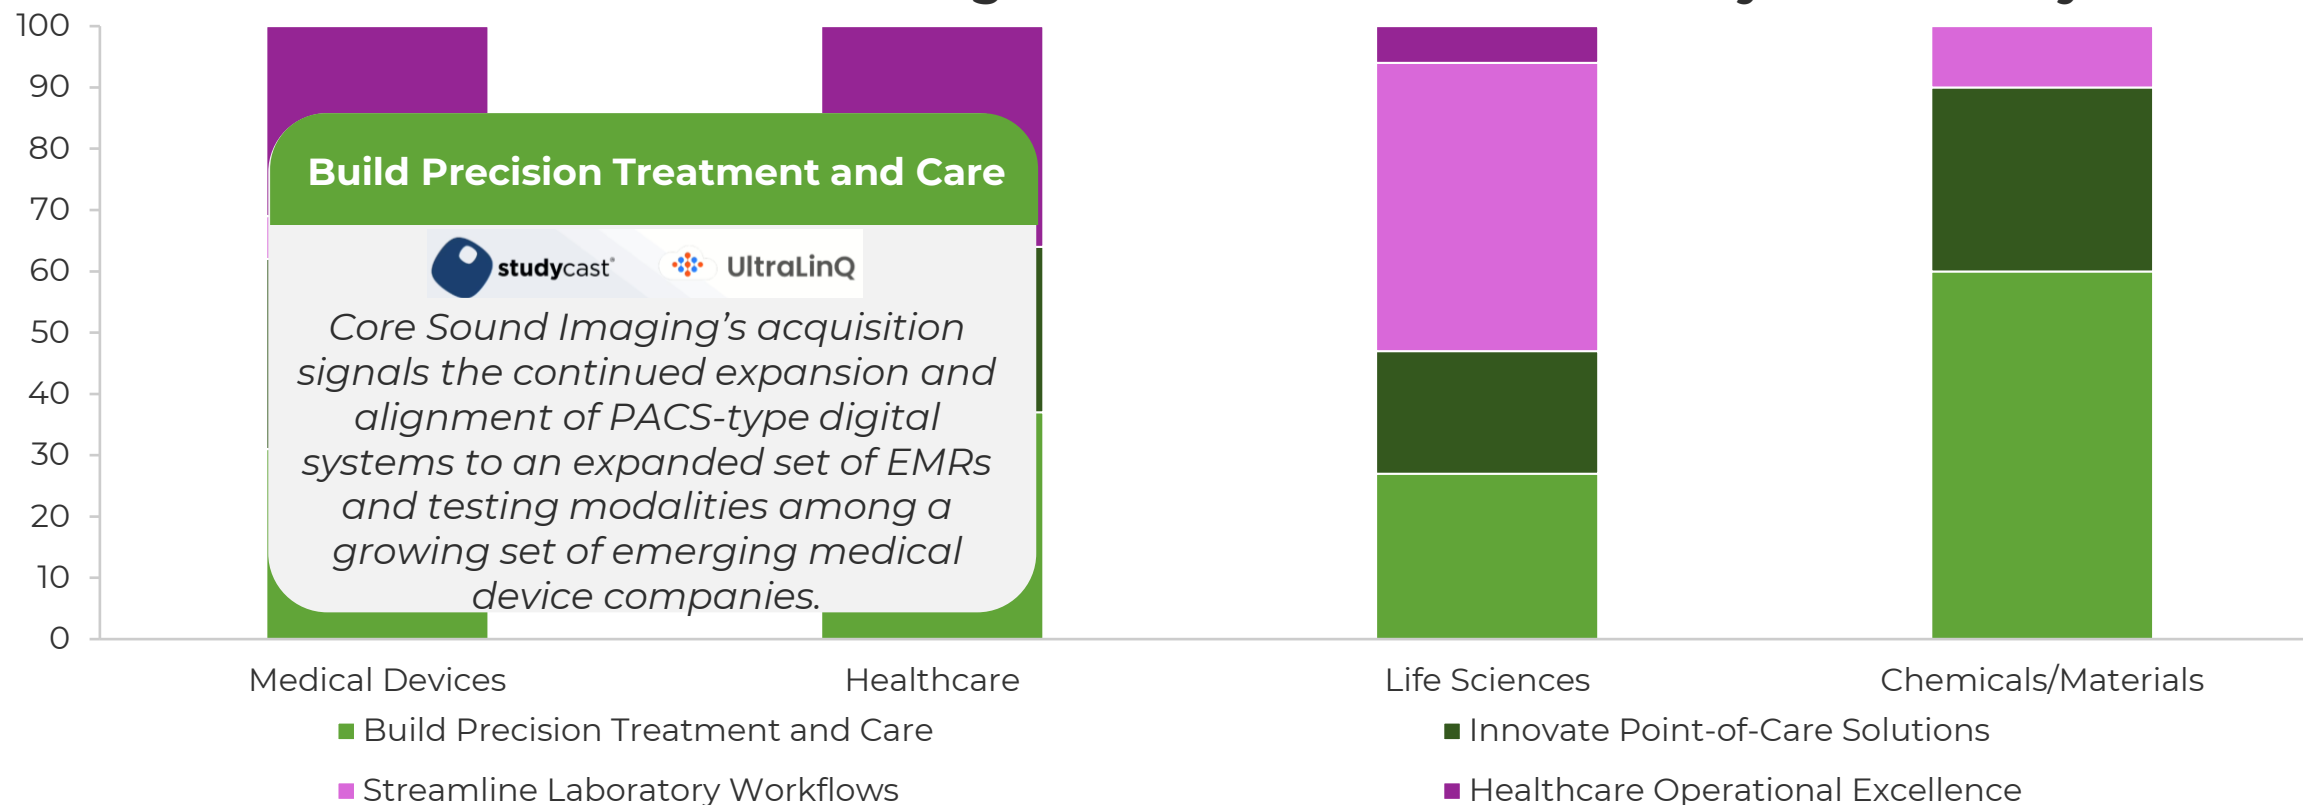 100
90
80
70
60
50
40
30
20
10
0
Build Precision Treatment and Care
studycast®
UltraLinQ
Core Sound Imaging’s acquisition
signals the continued expansion and
alignment of PACS-type digital
systems to an expanded set of EMRs
and testing modalities among a
growing set of emerging medical
device companies.
Medical Devices
Healthcare
Life Sciences
Chemicals/Materials
Build Precision Treatment and Care
Innovate Point-of-Care Solutions
Streamline Laboratory Workflows
Healthcare Operational Excellence